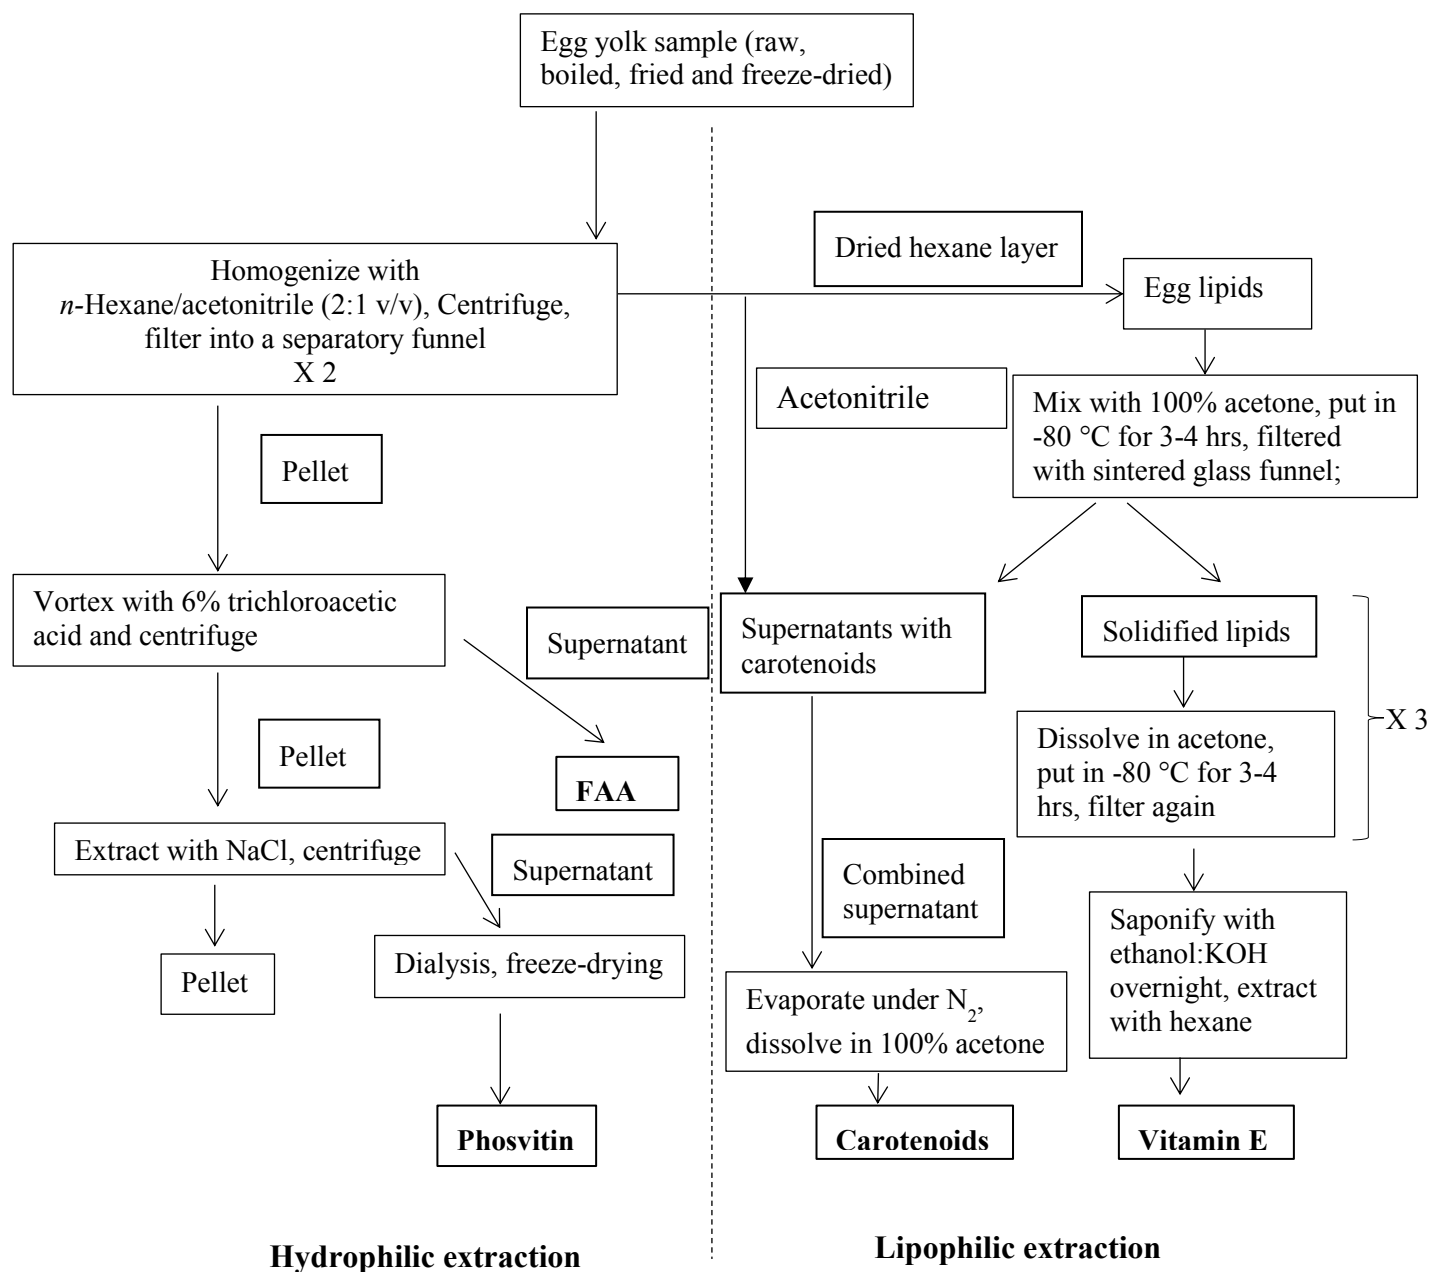 Egg yolk sample (raw,
boiled, fried and freeze-dried)
Homogenize with
n-Hexane/acetonitrile (2:1 v/v), Centrifuge,
filter into a separatory funnel
X 2
Dried hexane layer
Egg lipids
Acetonitrile
Mix with 100% acetone, put in
-80 °C for 3-4 hrs, filtered
with sintered glass funnel;
Pellet
Vortex with 6% trichloroacetic
acid and centrifuge
Supernatant
Supernatants with
carotenoids
Solidified lipids
X 3
Dissolve in acetone,
put in -80 °C for 3-4
hrs, filter again
Pellet
FAA
Extract with NaCl, centrifuge
Supernatant
Combined
supernatant
Saponify with
ethanol:KOH
overnight, extract
with hexane
Pellet
Dialysis, freeze-drying
Evaporate under N2,
dissolve in 100% acetone
Phosvitin
Carotenoids
Vitamin E
Hydrophilic extraction
Lipophilic extraction